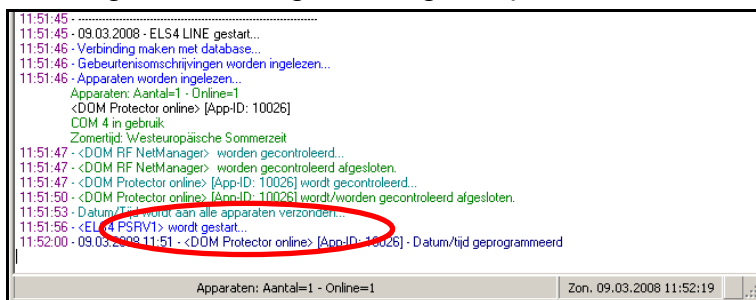 11:51:45 - ------------------------------------------------------------
11:51:45 - 09.03.2008 - ELS4 LINE gestart...
11:51:46 - Verbinding maken met database...
11:51:46 - Gebeurtenisomschrijvingen worden ingelezen...
11:51:46 - Apparaten worden ingelezen...
Apparaten: Aantal=1 - Online=1
<DOM Protector online> [App-ID: 10026]
COM 4 in gebruik
Zomertijd: Westeuropäische Sommerzeit
11:51:47 - <DOM RF NetManager> worden gecontroleerd...
11:51:47 - <DOM RF NetManager> worden gecontroleerd afgesloten.
11:51:47 - <DOM Protector online> [App-ID: 10026] wordt gecontroleerd...
11:51:50 - <DOM Protector online> [App-ID: 10026] wordt/worden gecontroleerd afgesloten.
11:51:53 - Datum/Tijd wordt aan alle apparaten verzonden...
11:51:56 - <ELS4 PSRV1> wordt gestart...
11:52:00 - 09.03.2008 11:51 - <DOM Protector online> [App-ID: 10026] - Datum/tijd geprogrammeerd
Apparaten: Aantal=1 - Online=1
Zon. 09.03.2008 11:52:19